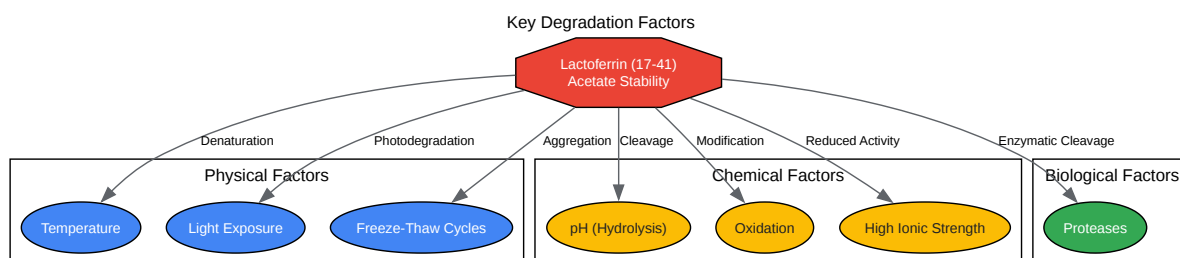 Key Degradation Factors
Lactoferrin (17-41)
Acetate Stability
Denaturation
Photodegradation
Aggregation
Cleavage
Modification
Reduced Activity
Enzymatic Cleavage
Physical Factors
Chemical Factors
Biological Factors
Temperature
Light Exposure
Freeze-Thaw Cycles
pH (Hydrolysis)
Oxidation
High Ionic Strength
Proteases